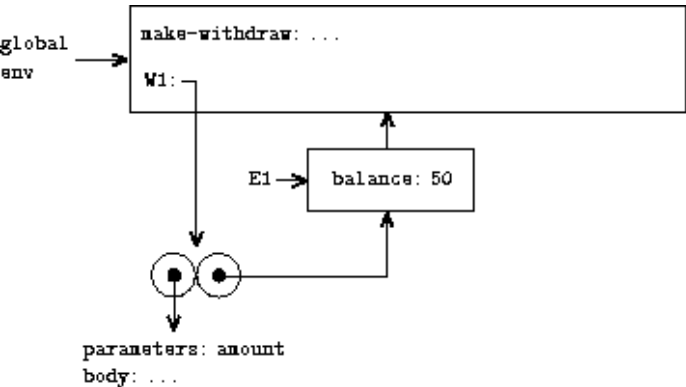 make-withdraw: ...
global
env
W1:
E1
balance: 50
parameters: amount
body: ...